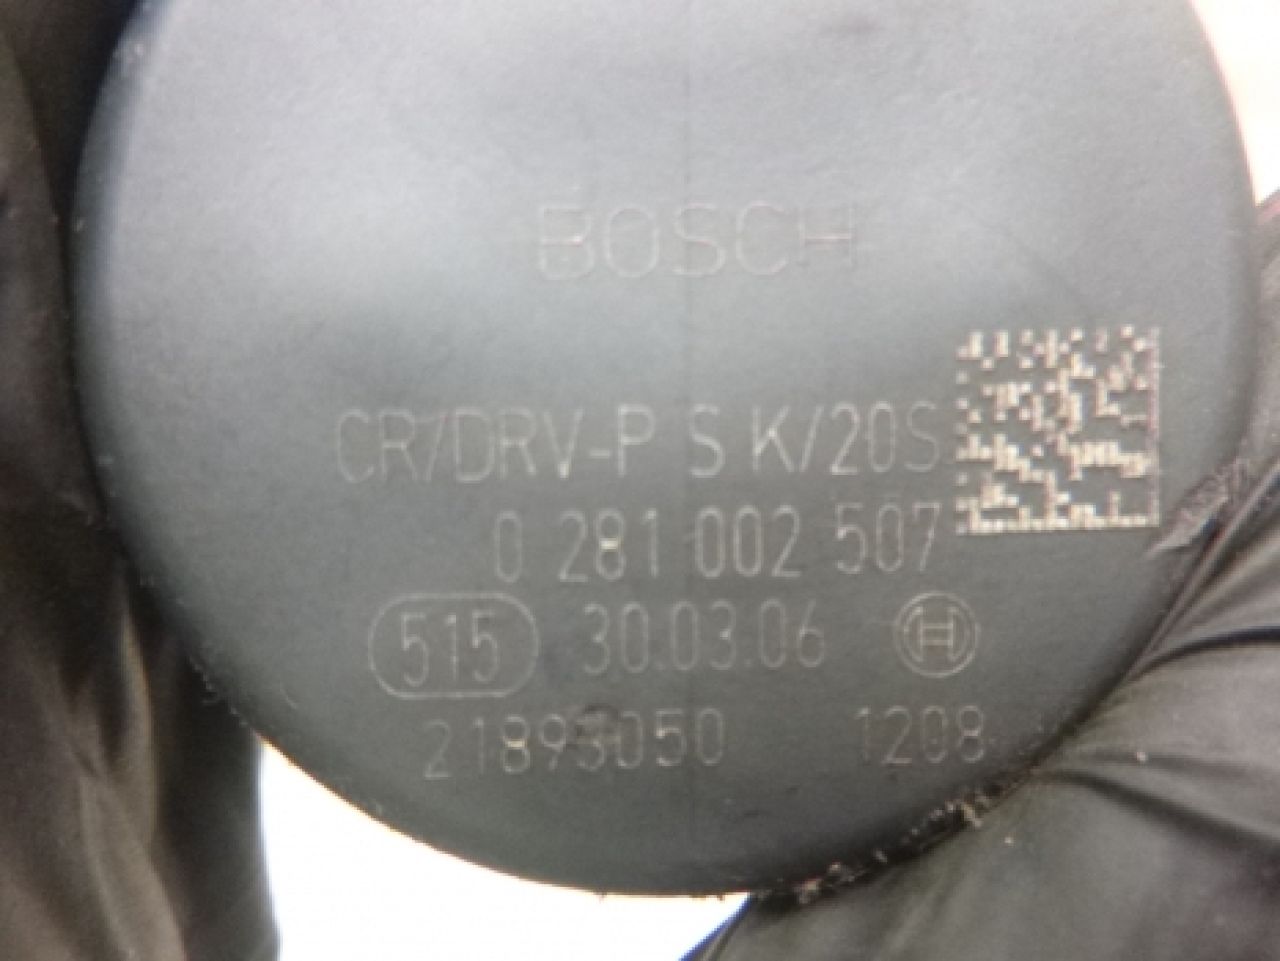 BOSCH
CR/DRV-P S K/20S
0 281 002 507
515 30.03.06
21893050 1208